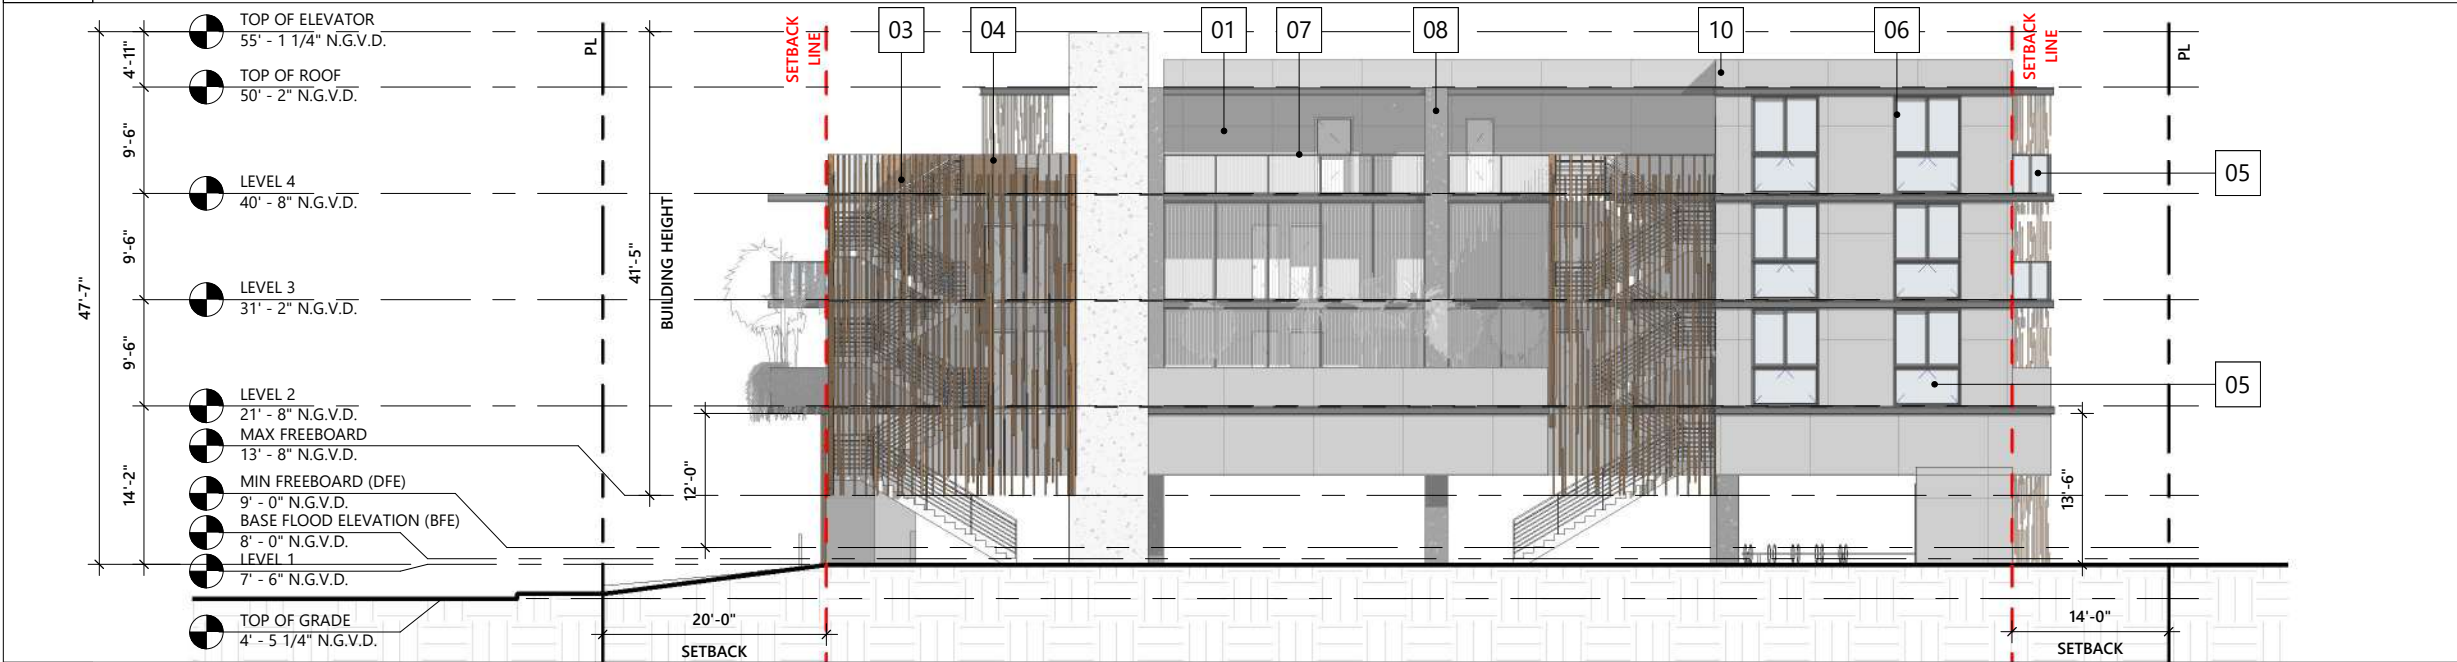 TOP OF ELEVATOR
55' - 1 1/4" N.G.V.D.
TOP OF ROOF
50' - 2" N.G.V.D.
LEVEL 4
40' - 8" N.G.V.D.
LEVEL 3
31' - 2" N.G.V.D.
LEVEL 2
21' - 8" N.G.V.D.
MAX FREEBOARD
13' - 8" N.G.V.D.
MIN FREEBOARD (DFE)
9' - 0" N.G.V.D.
BASE FLOOD ELEVATION (BFE)
8' - 0" N.G.V.D.
LEVEL 1
7' - 6" N.G.V.D.
TOP OF GRADE
4' - 5 1/4" N.G.V.D.
47'-7"
4'-11"
9'-6"
9'-6"
9'-6"
14'-2"
PL
41'-5"
BUILDING HEIGHT
12'-0"
SETBACK
LINE
03
04
01
07
08
10
06
SETBACK
LINE
PL
05
05
13'-6"
20'-0"
SETBACK
14'-0"
SETBACK